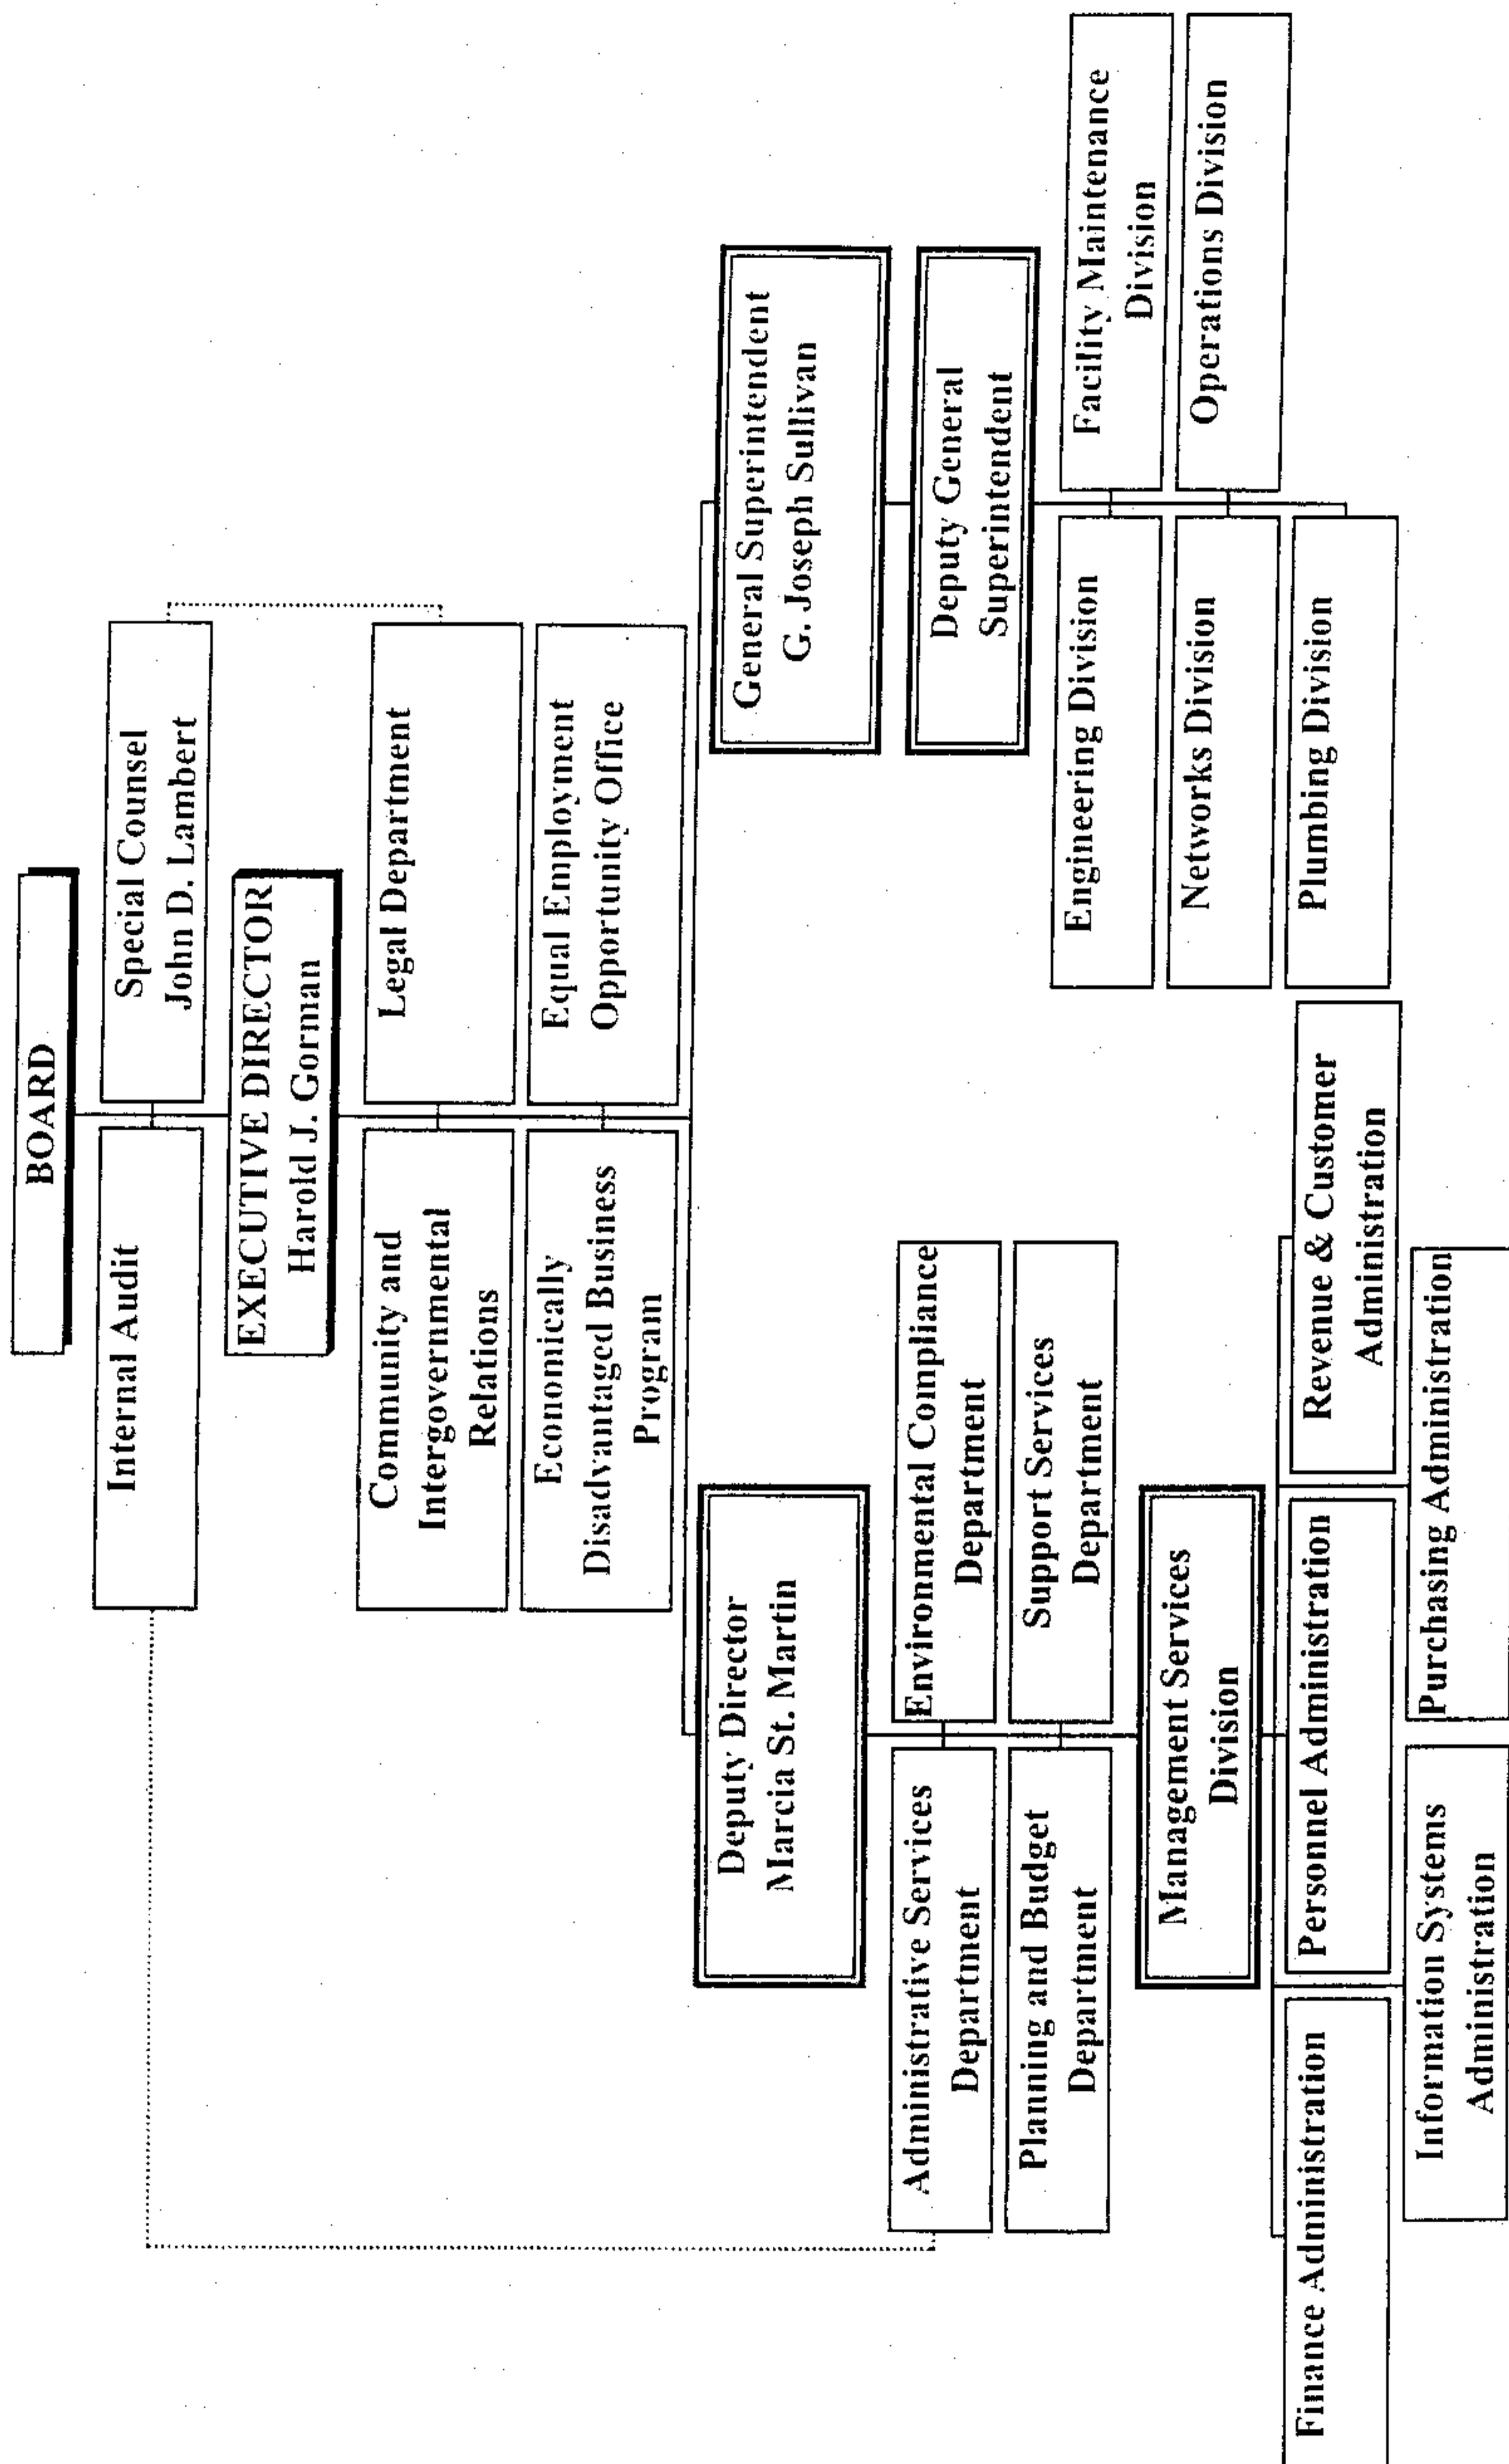 BOARD
Internal Audit
Special Counsel
John D. Lambert
EXECUTIVE DIRECTOR
Harold J. Gorman
Community and
Intergovernmental
Relations
Legal Department
Economically
Disadvantaged Business
Program
Equal Employment
Opportunity Office
Deputy Director
Marcia St. Martin
General Superintendent
G. Joseph Sullivan
Administrative Services
Department
Environmental Compliance
Department
Deputy General
Superintendent
Planning and Budget
Department
Support Services
Department
Engineering Division
Facility Maintenance
Division
Management Services
Division
Networks Division
Operations Division
Finance Administration
Personnel Administration
Revenue & Customer
Administration
Plumbing Division
Information Systems
Administration
Purchasing Administration